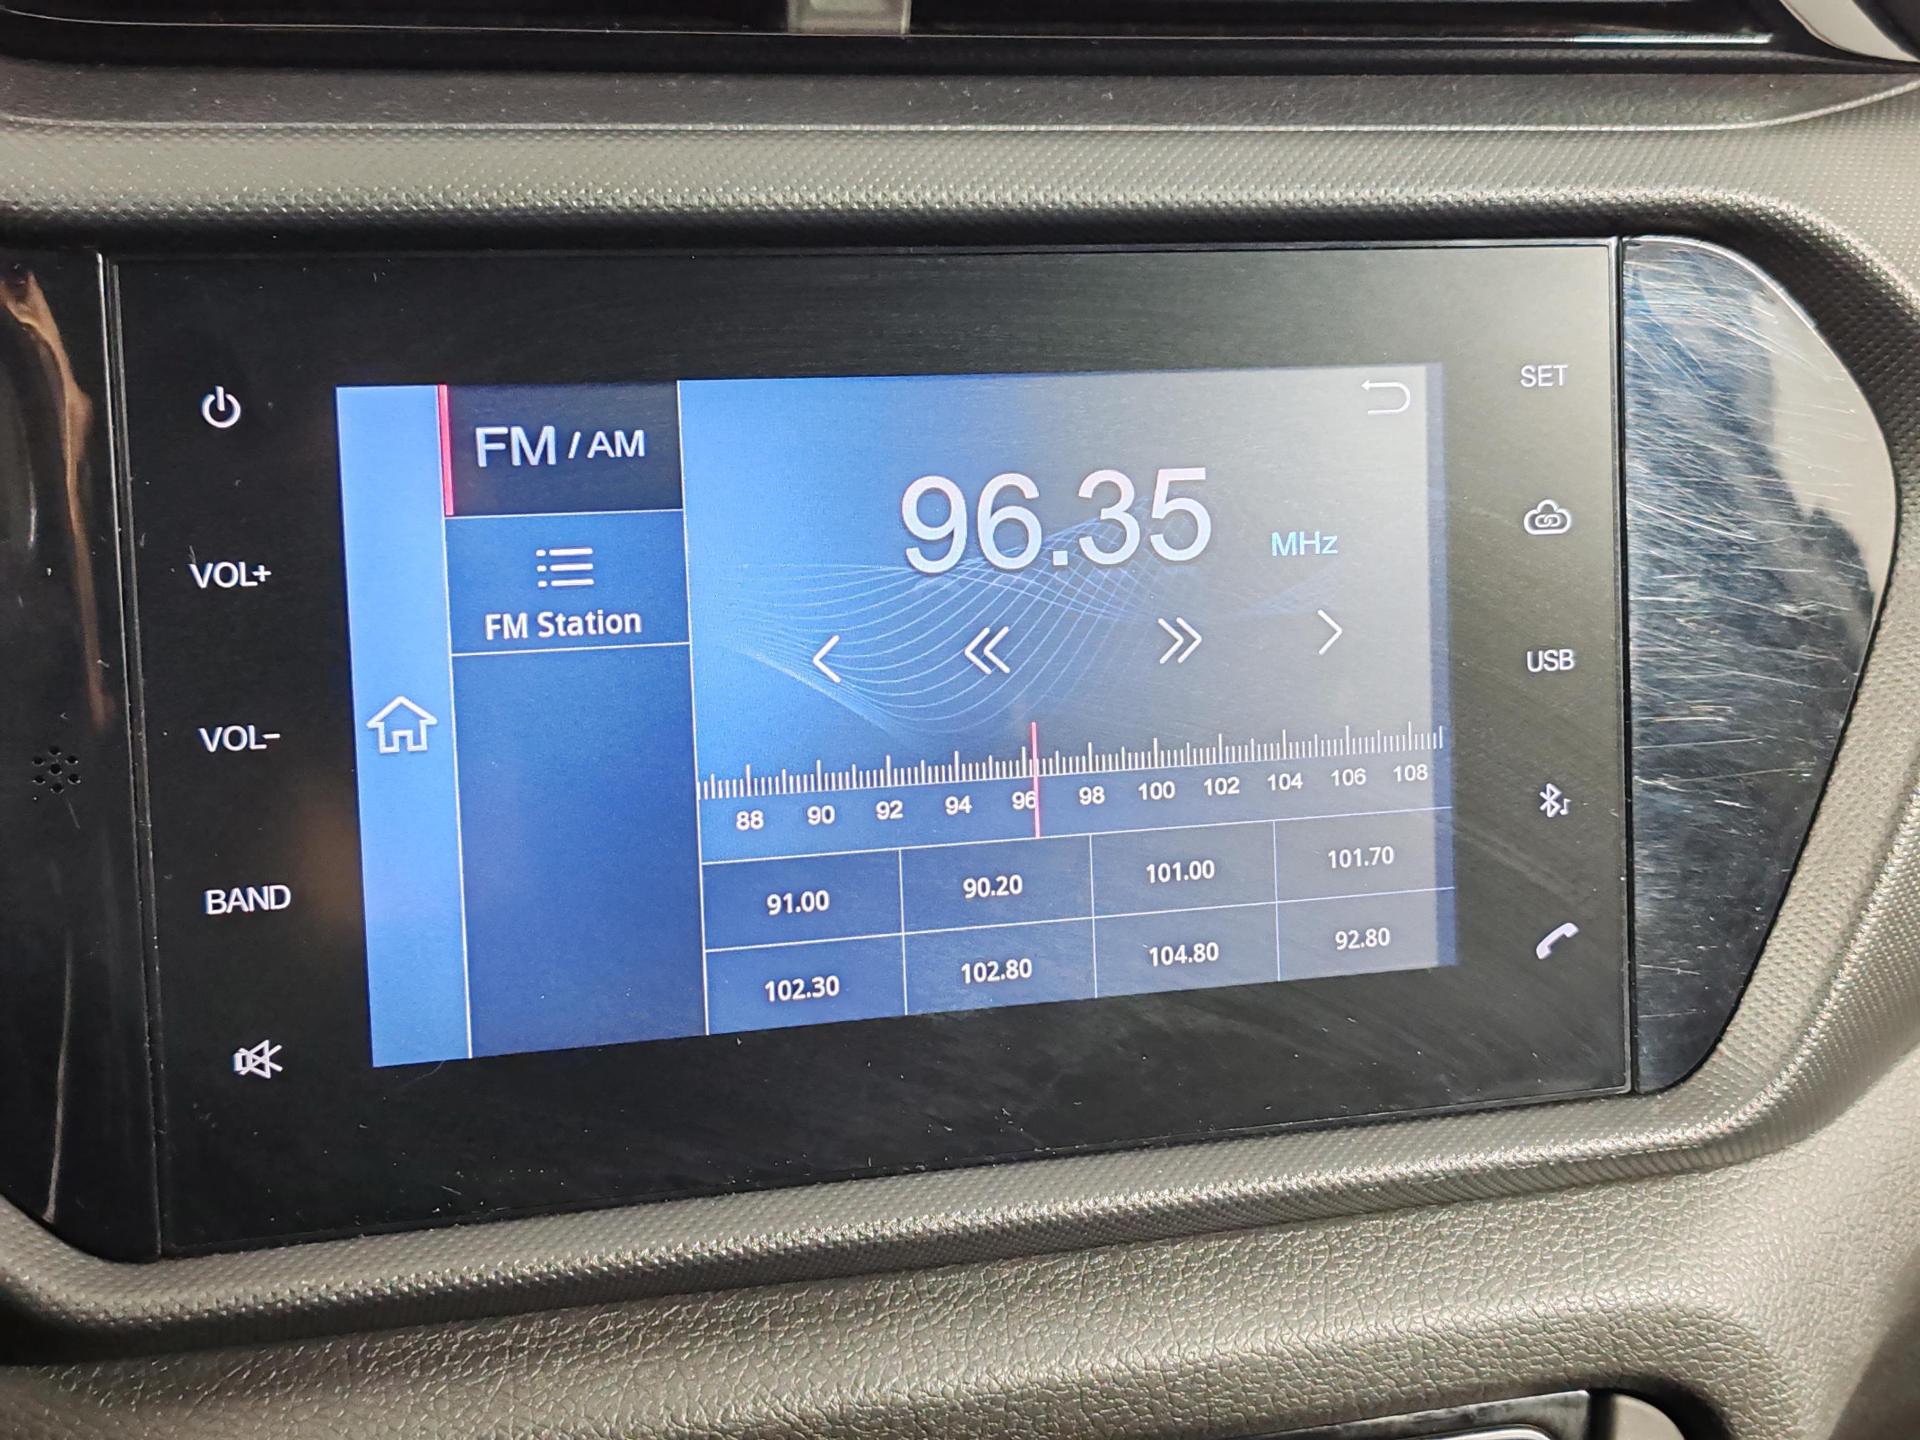 SET
FM / AM
96.35 MHz
VOL+
FM Station
USB
VOL-
88 90 92 94 96 98 100 102 104 106 108
BAND
91.00 90.20 101.00 101.70
102.30 102.80 104.80 92.80